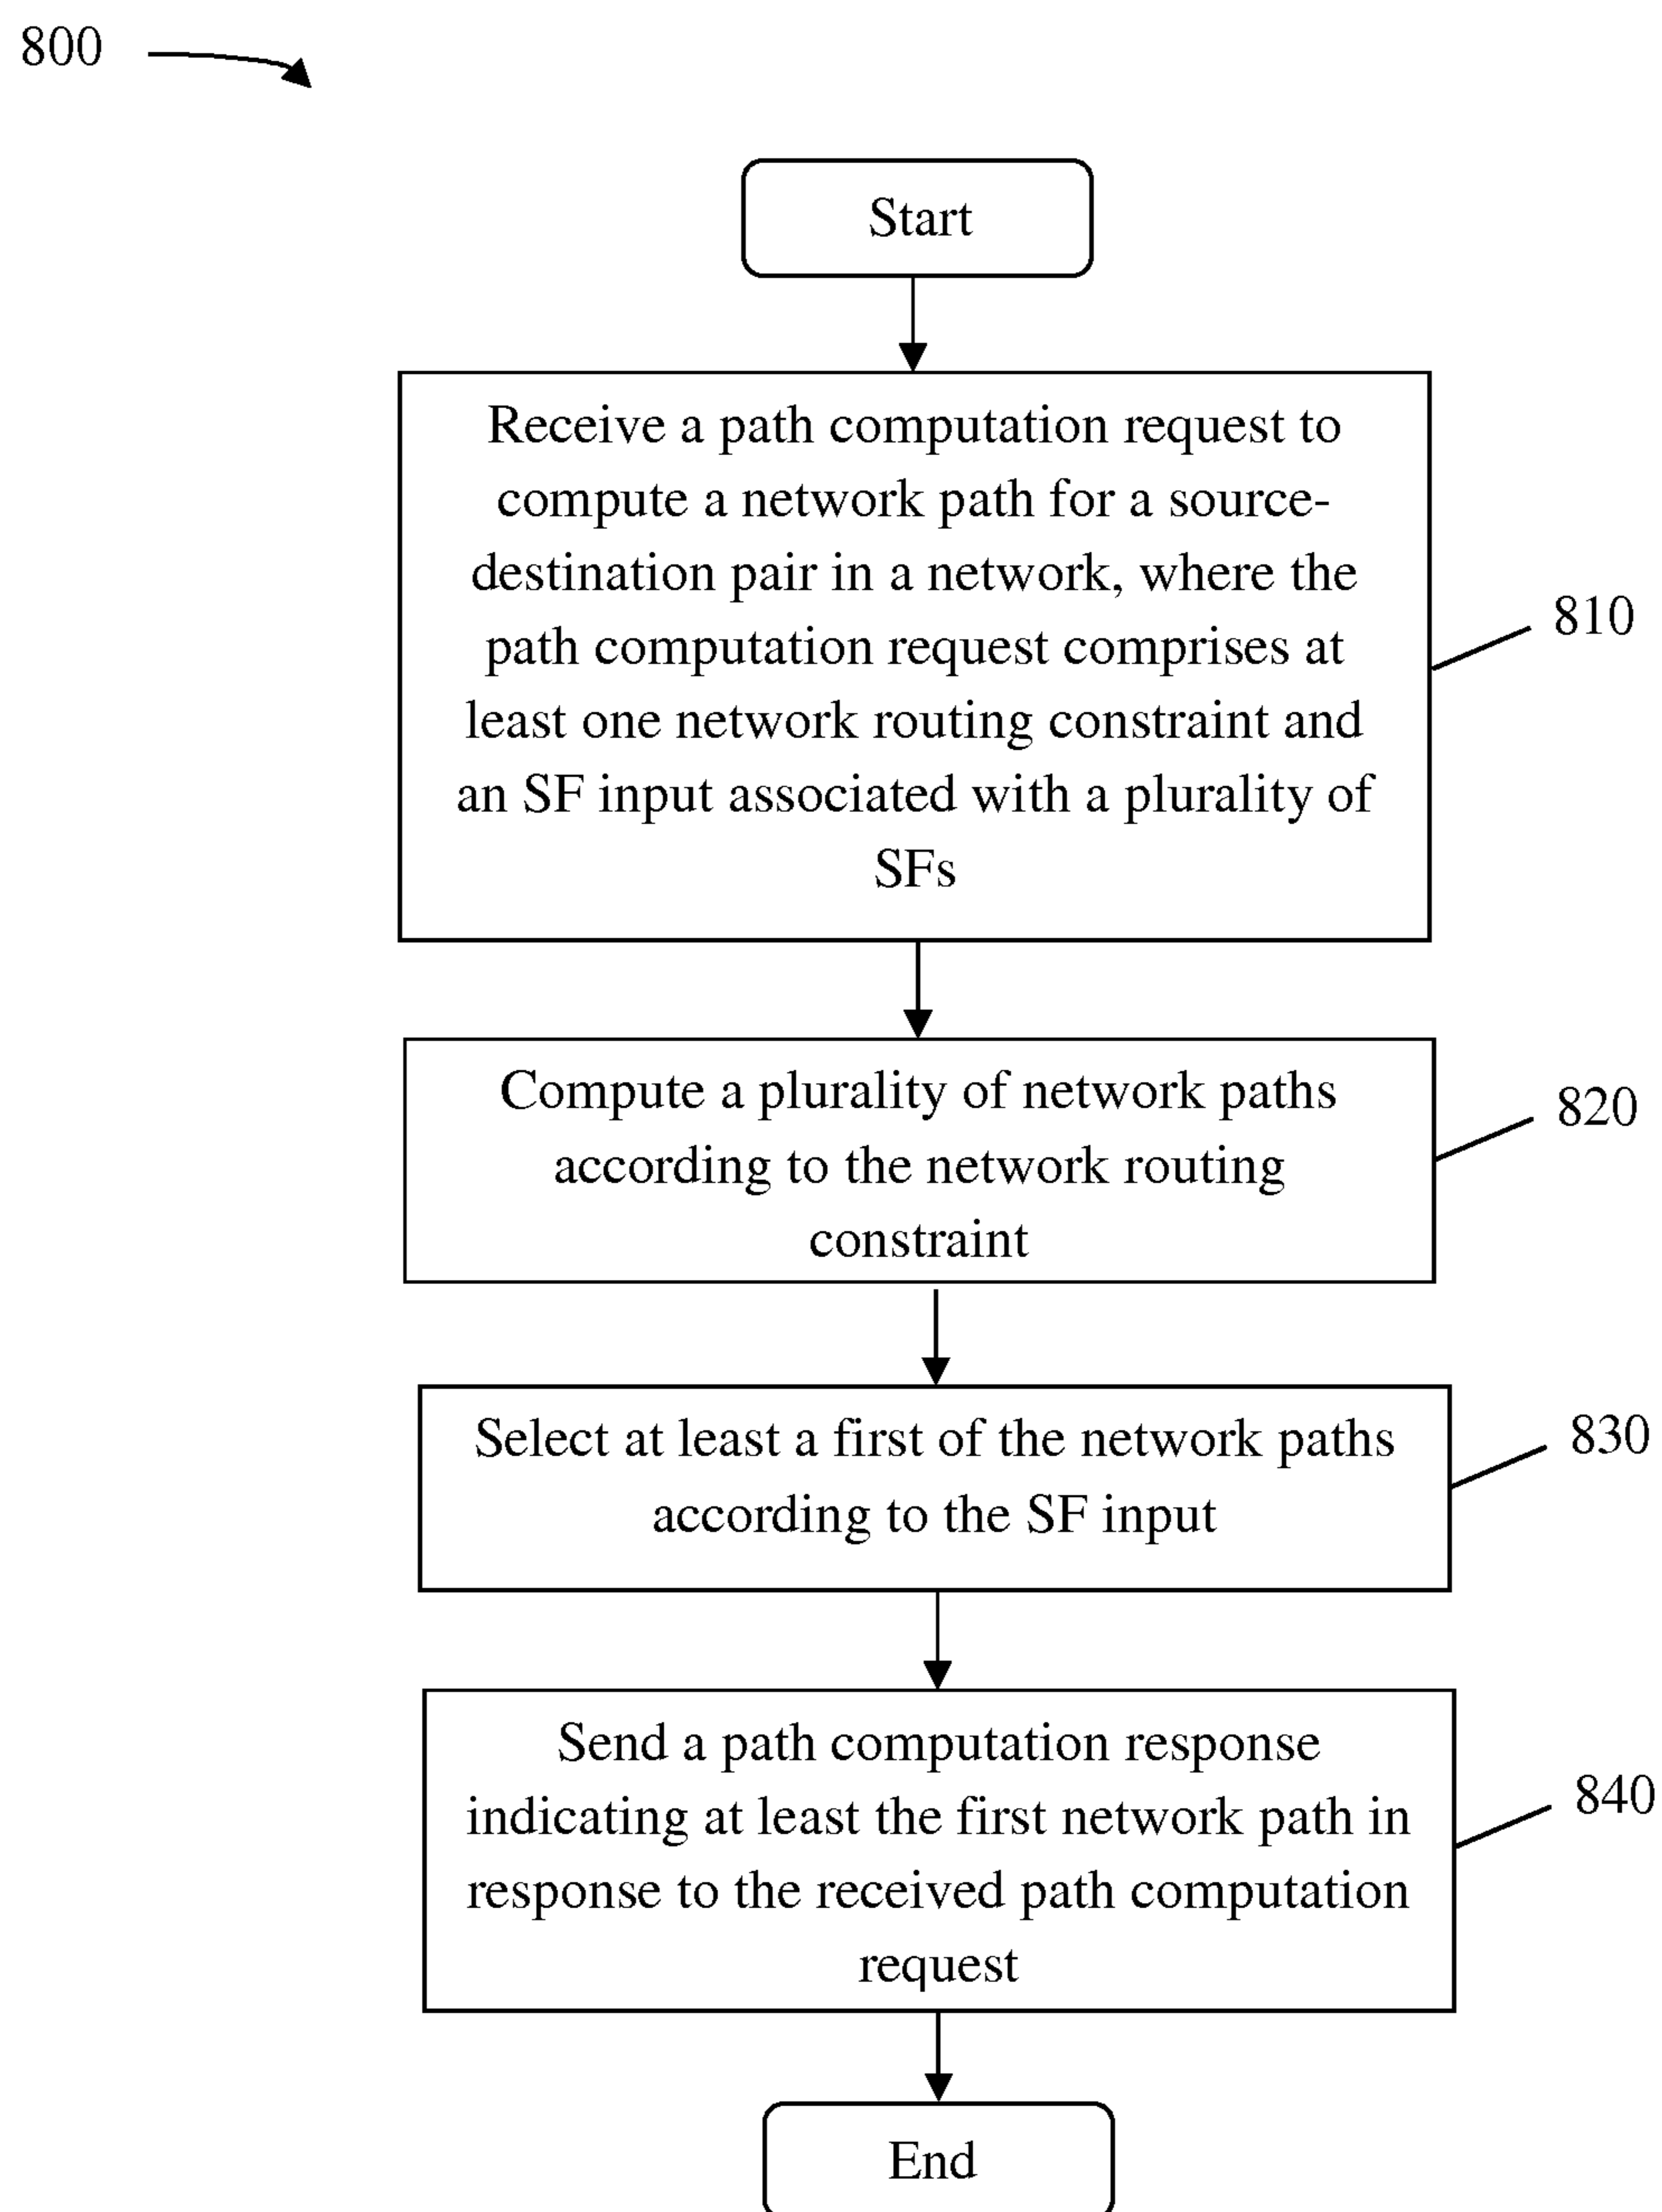 800
Start
Receive a path computation request to
compute a network path for a source-
destination pair in a network, where the
path computation request comprises at
least one network routing constraint and
an SF input associated with a plurality of
SFs
810
Compute a plurality of network paths
according to the network routing
constraint
820
Select at least a first of the network paths
according to the SF input
830
Send a path computation response
indicating at least the first network path in
response to the received path computation
request
840
End